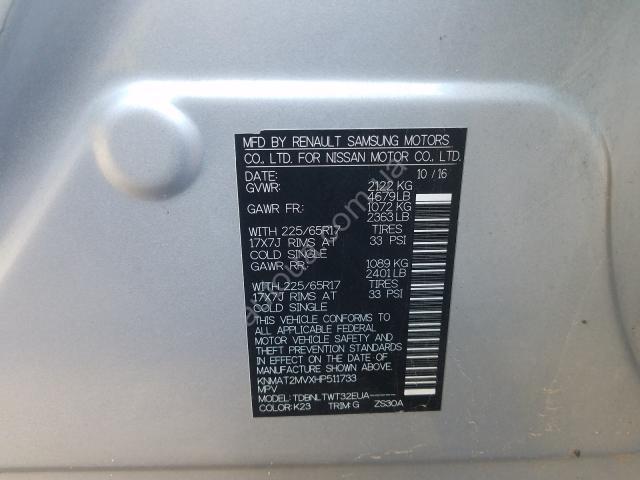 MFD BY RENAULT SAMSUNG MOTORS
CO., LTD. FOR NISSAN MOTOR CO., LTD.
DATE: 10/16
GVWR: 2122 KG
4679LB
GAWR FR: 1072 KG
2363LB
WITH 225/65R17 TIRES
17X7J RIMS AT 33 PSI
COLD SINGLE
GAWR RR: 1089 KG
2401LB
WITH 225/65R17 TIRES
17X7J RIMS AT 33 PSI
COLD SINGLE
THIS VEHICLE CONFORMS TO
ALL APPLICABLE FEDERAL
MOTOR VEHICLE SAFETY AND
THEFT PREVENTION STANDARDS
IN EFFECT ON THE DATE OF
MANUFACTURE SHOWN ABOVE.
KNMAT2MVXHP511733
MPV
MODEL: TDBNLTWT32EUA-----
COLOR: K23 TRIM: G ZS30A